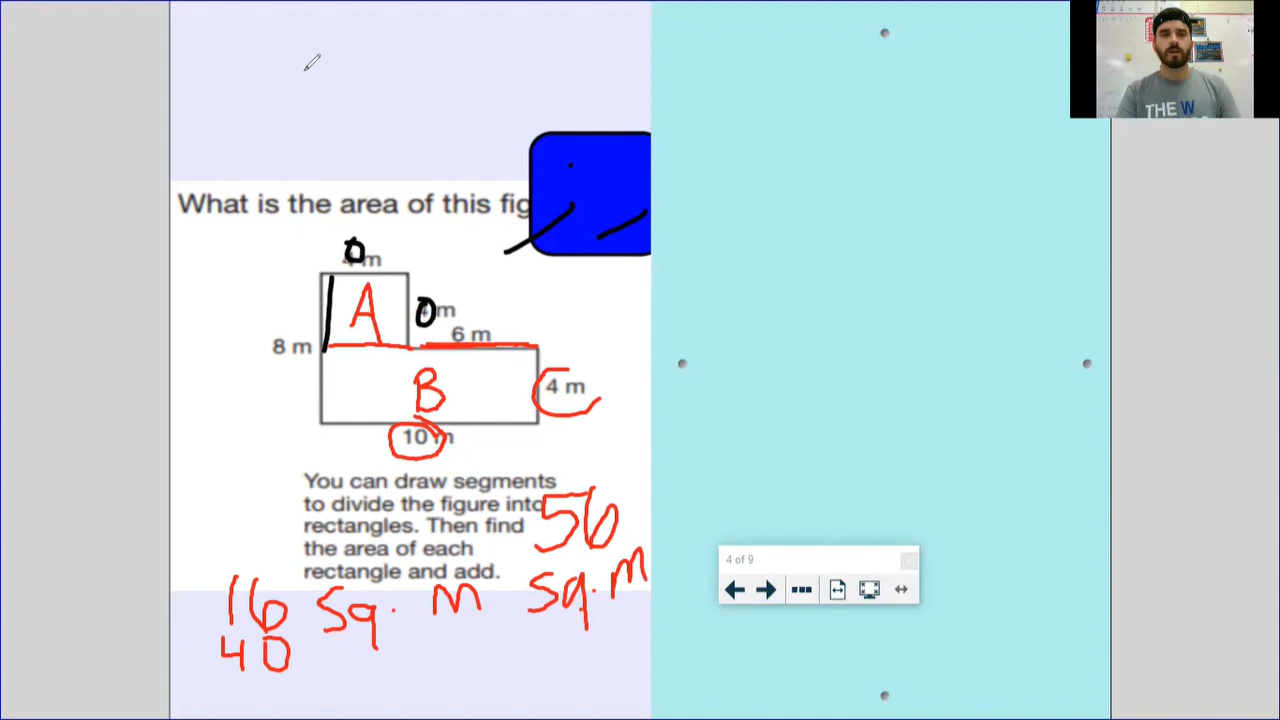 THE W
What is the area of this fig
0
4 m
A
0 m
6 m
8 m
B
4 m
10 m
You can draw segments
to divide the figure into
rectangles. Then find
the area of each
rectangle and add.
56
sq. m
16 sq. m
40
4 of 9